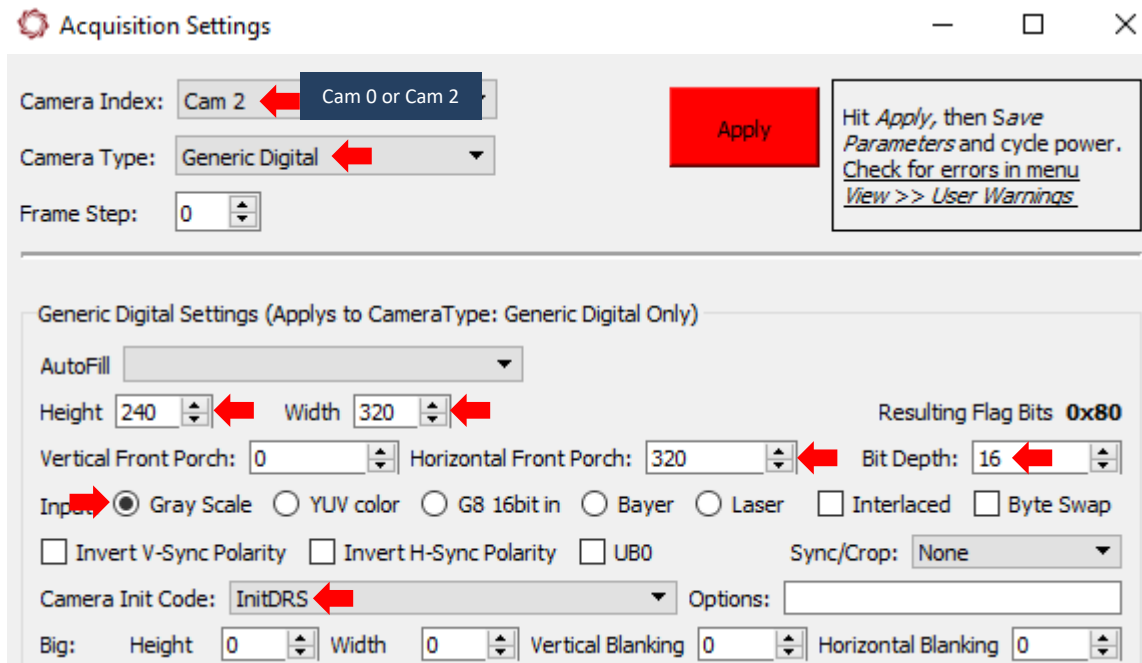 Acquisition Settings
Camera Index: Cam 2 Cam 0 or Cam 2
Camera Type: Generic Digital
Frame Step: 0
Apply
Hit Apply, then Save
Parameters and cycle power.
Check for errors in menu
View >> User Warnings
Generic Digital Settings (Applys to CameraType: Generic Digital Only)
AutoFill
Height 240 Width 320 Resulting Flag Bits 0x80
Vertical Front Porch: 0 Horizontal Front Porch: 320 Bit Depth: 16
Input Gray Scale YUV color G8 16bit in Bayer Laser Interlaced Byte Swap
Invert V-Sync Polarity Invert H-Sync Polarity UB0 Sync/Crop: None
Camera Init Code: InitDRS Options:
Big: Height 0 Width 0 Vertical Blanking 0 Horizontal Blanking 0